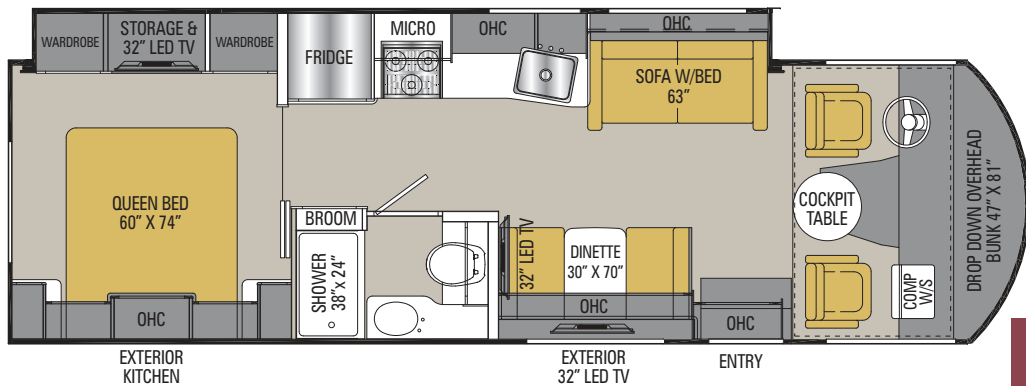 WARDROBE
STORAGE &
32" LED TV
WARDROBE
FRIDGE
MICRO
OHC
OHC
SOFA W/BED
63"
QUEEN BED
60" X 74"
OHC
BROOM
SHOWER
38" x 24"
32" LED TV
DINETTE
30" X 70"
OHC
OHC
COCKPIT
TABLE
COMP
W/S
DROP DOWN OVERHEAD
BUNK 47" X 81"
EXTERIOR
KITCHEN
EXTERIOR
32" LED TV
ENTRY